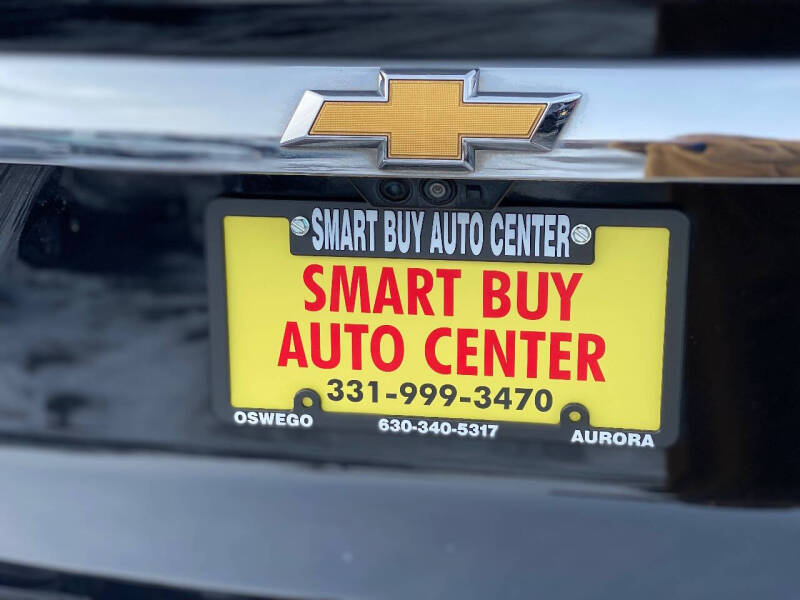 SMART BUY AUTO CENTER
SMART BUY
AUTO CENTER
331-999-3470
OSWEGO 630-340-5317 AURORA